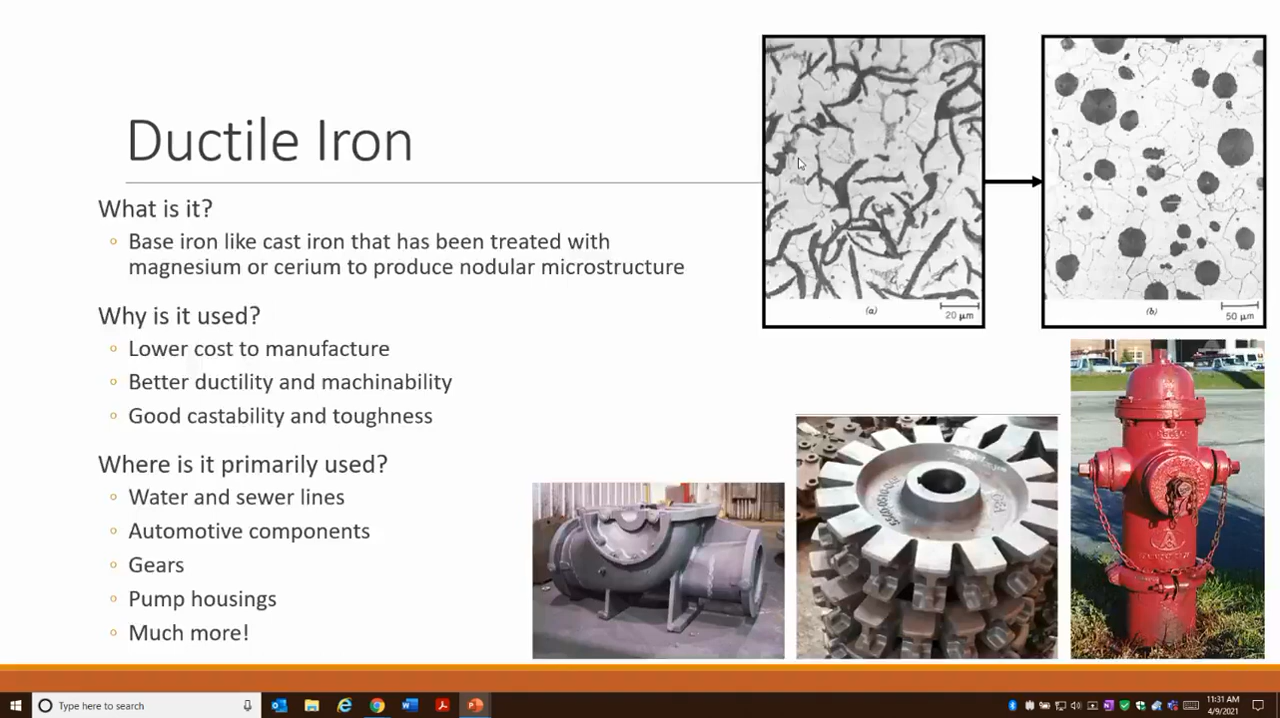 Ductile Iron
What is it?
Base iron like cast iron that has been treated with
magnesium or cerium to produce nodular microstructure
Why is it used?
Lower cost to manufacture
Better ductility and machinability
Good castability and toughness
Where is it primarily used?
Water and sewer lines
Automotive components
Gears
Pump housings
Much more!
(a)
20 μm
(b)
50 μm
Type here to search
11:31 AM
4/9/2021